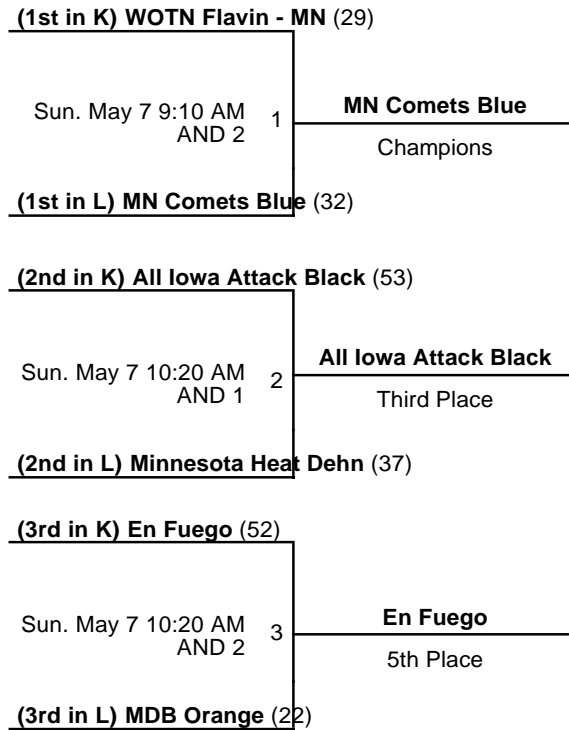 (1st in K) WOTN Flavin - MN (29)
Sun. May 7 9:10 AM
AND 2
1
MN Comets Blue
Champions
(1st in L) MN Comets Blue (32)
(2nd in K) All Iowa Attack Black (53)
Sun. May 7 10:20 AM
AND 1
2
All Iowa Attack Black
Third Place
(2nd in L) Minnesota Heat Dehn (37)
(3rd in K) En Fuego (52)
Sun. May 7 10:20 AM
AND 2
3
En Fuego
5th Place
(3rd in L) MDB Orange (22)